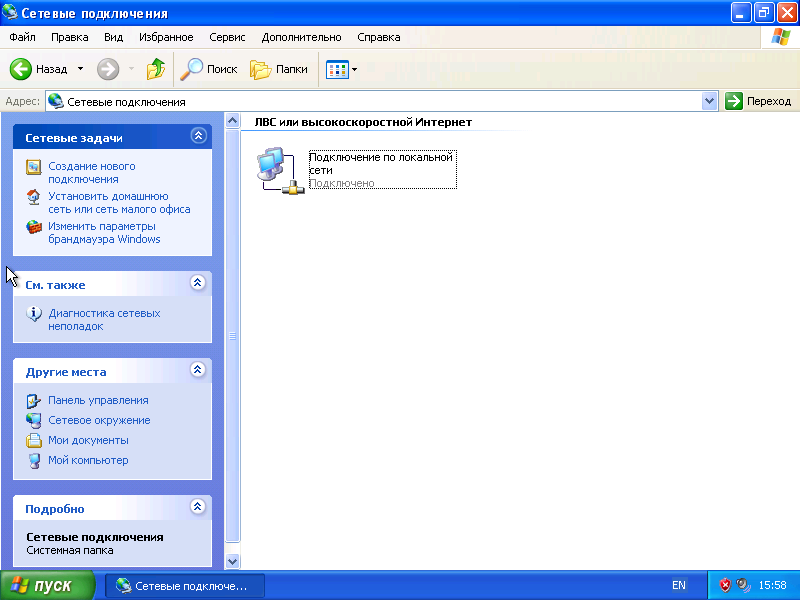 Сетевые подключения
Файл Правка Вид Избранное Сервис Дополнительно Справка
Назад Поиск Папки
Адрес: Сетевые подключения Переход
Сетевые задачи
Создание нового
подключения
Установить домашнюю
сеть или сеть малого офиса
Изменить параметры
брандмауэра Windows
См. также
Диагностика сетевых
неполадок
Другие места
Панель управления
Сетевое окружение
Мои документы
Мой компьютер
Подробно
Сетевые подключения
Системная папка
ЛВС или высокоскоростной Интернет
Подключение по локальной
сети
Подключено
пуск Сетевые подключе... EN 15:58